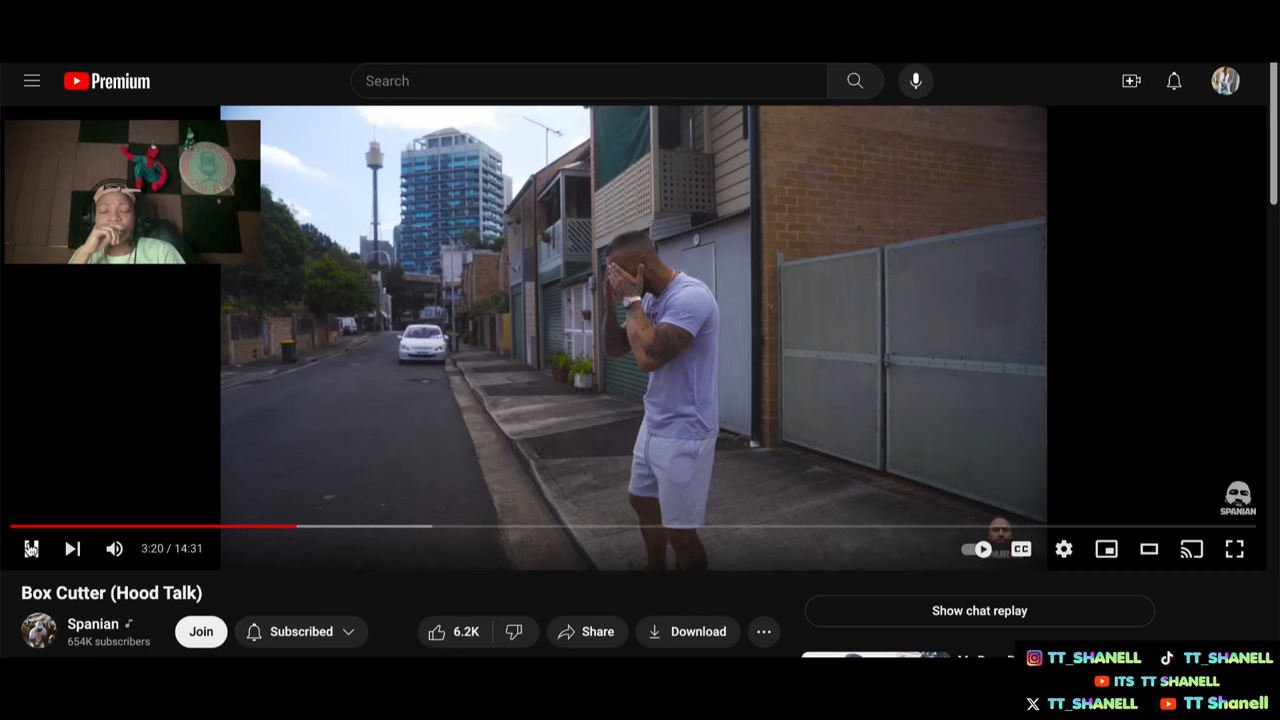 Premium
Search
SPANIAN
3:20 / 14:31
CC
Box Cutter (Hood Talk)
Spanian
654K subscribers
Join
Subscribed
6.2K
Share
Download
Show chat replay
TT_SHANELL TT_SHANELL
ITS TT SHANELL
TT_SHANELL TT Shanell